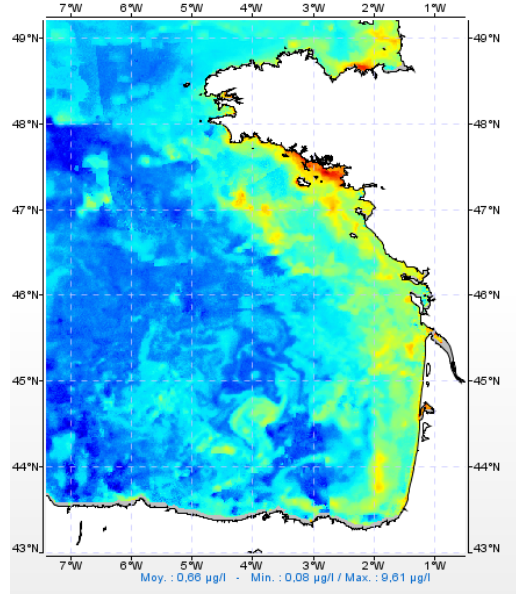 7°W 6°W 5°W 4°W 3°W 2°W 1°W
49°N 49°N
48°N 48°N
47°N 47°N
46°N 46°N
45°N 45°N
44°N 44°N
43°N 43°N
7°W 6°W 5°W 4°W 3°W 2°W 1°W
Moy. : 0,66 µg/l - Min. : 0,08 µg/l / Max. : 9,61 µg/l